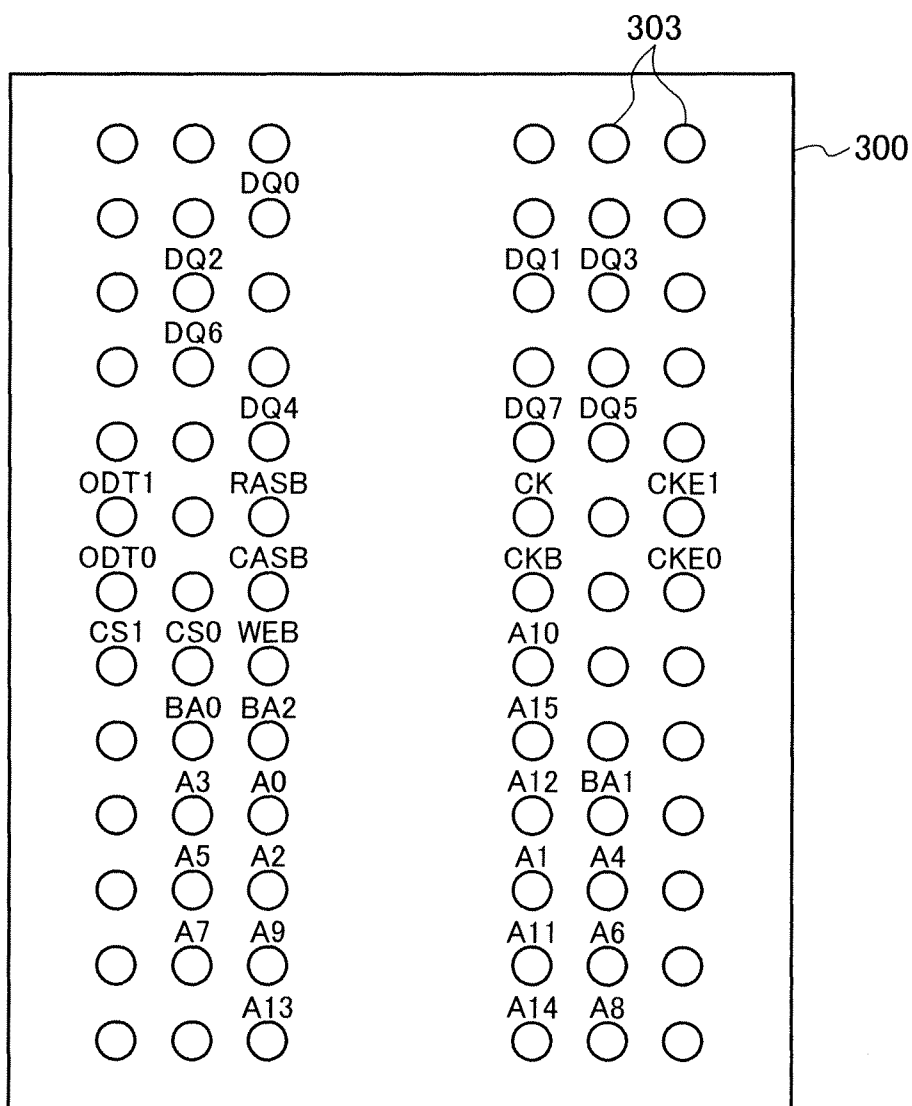 303
300
DQ0
DQ2 DQ1 DQ3
DQ6
DQ4 DQ7 DQ5
ODT1 RASB CK CKE1
ODT0 CASB CKB CKE0
CS1 CS0 WEB A10
BA0 BA2 A15
A3 A0 A12 BA1
A5 A2 A1 A4
A7 A9 A11 A6
A13 A14 A8